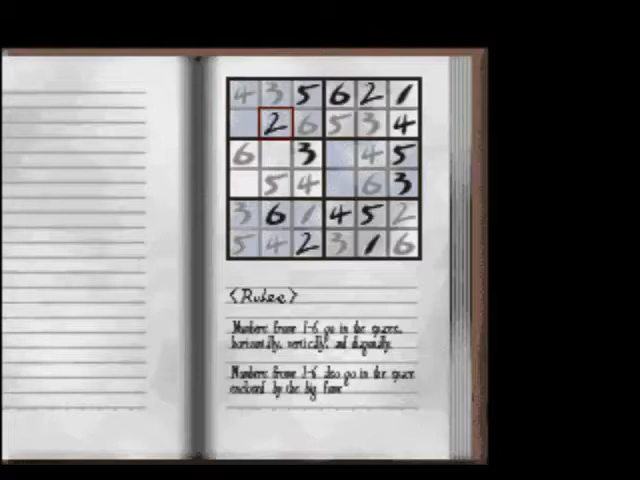 4 3 5 6 2 1
2 6 5 3 4
6 3 4 5
5 4 6 3
3 6 1 4 5 2
5 4 2 3 1 6
<Rules>
Numbers frome 1-6 go in the spaces,
horizontally, vertically, and diagonally.
Numbers frome 1-6 also go in the space
enclosed by the big frame